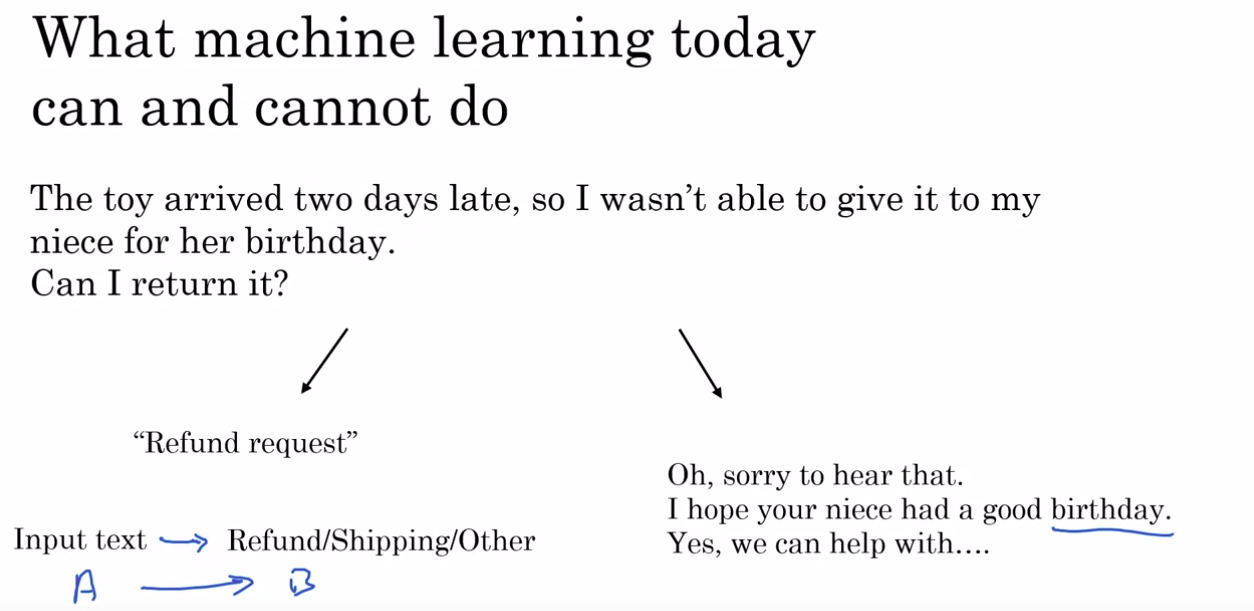 What machine learning today
can and cannot do
The toy arrived two days late, so I wasn’t able to give it to my
niece for her birthday.
Can I return it?
“Refund request”
Input text → Refund/Shipping/Other
A → B
Oh, sorry to hear that.
I hope your niece had a good birthday.
Yes, we can help with....